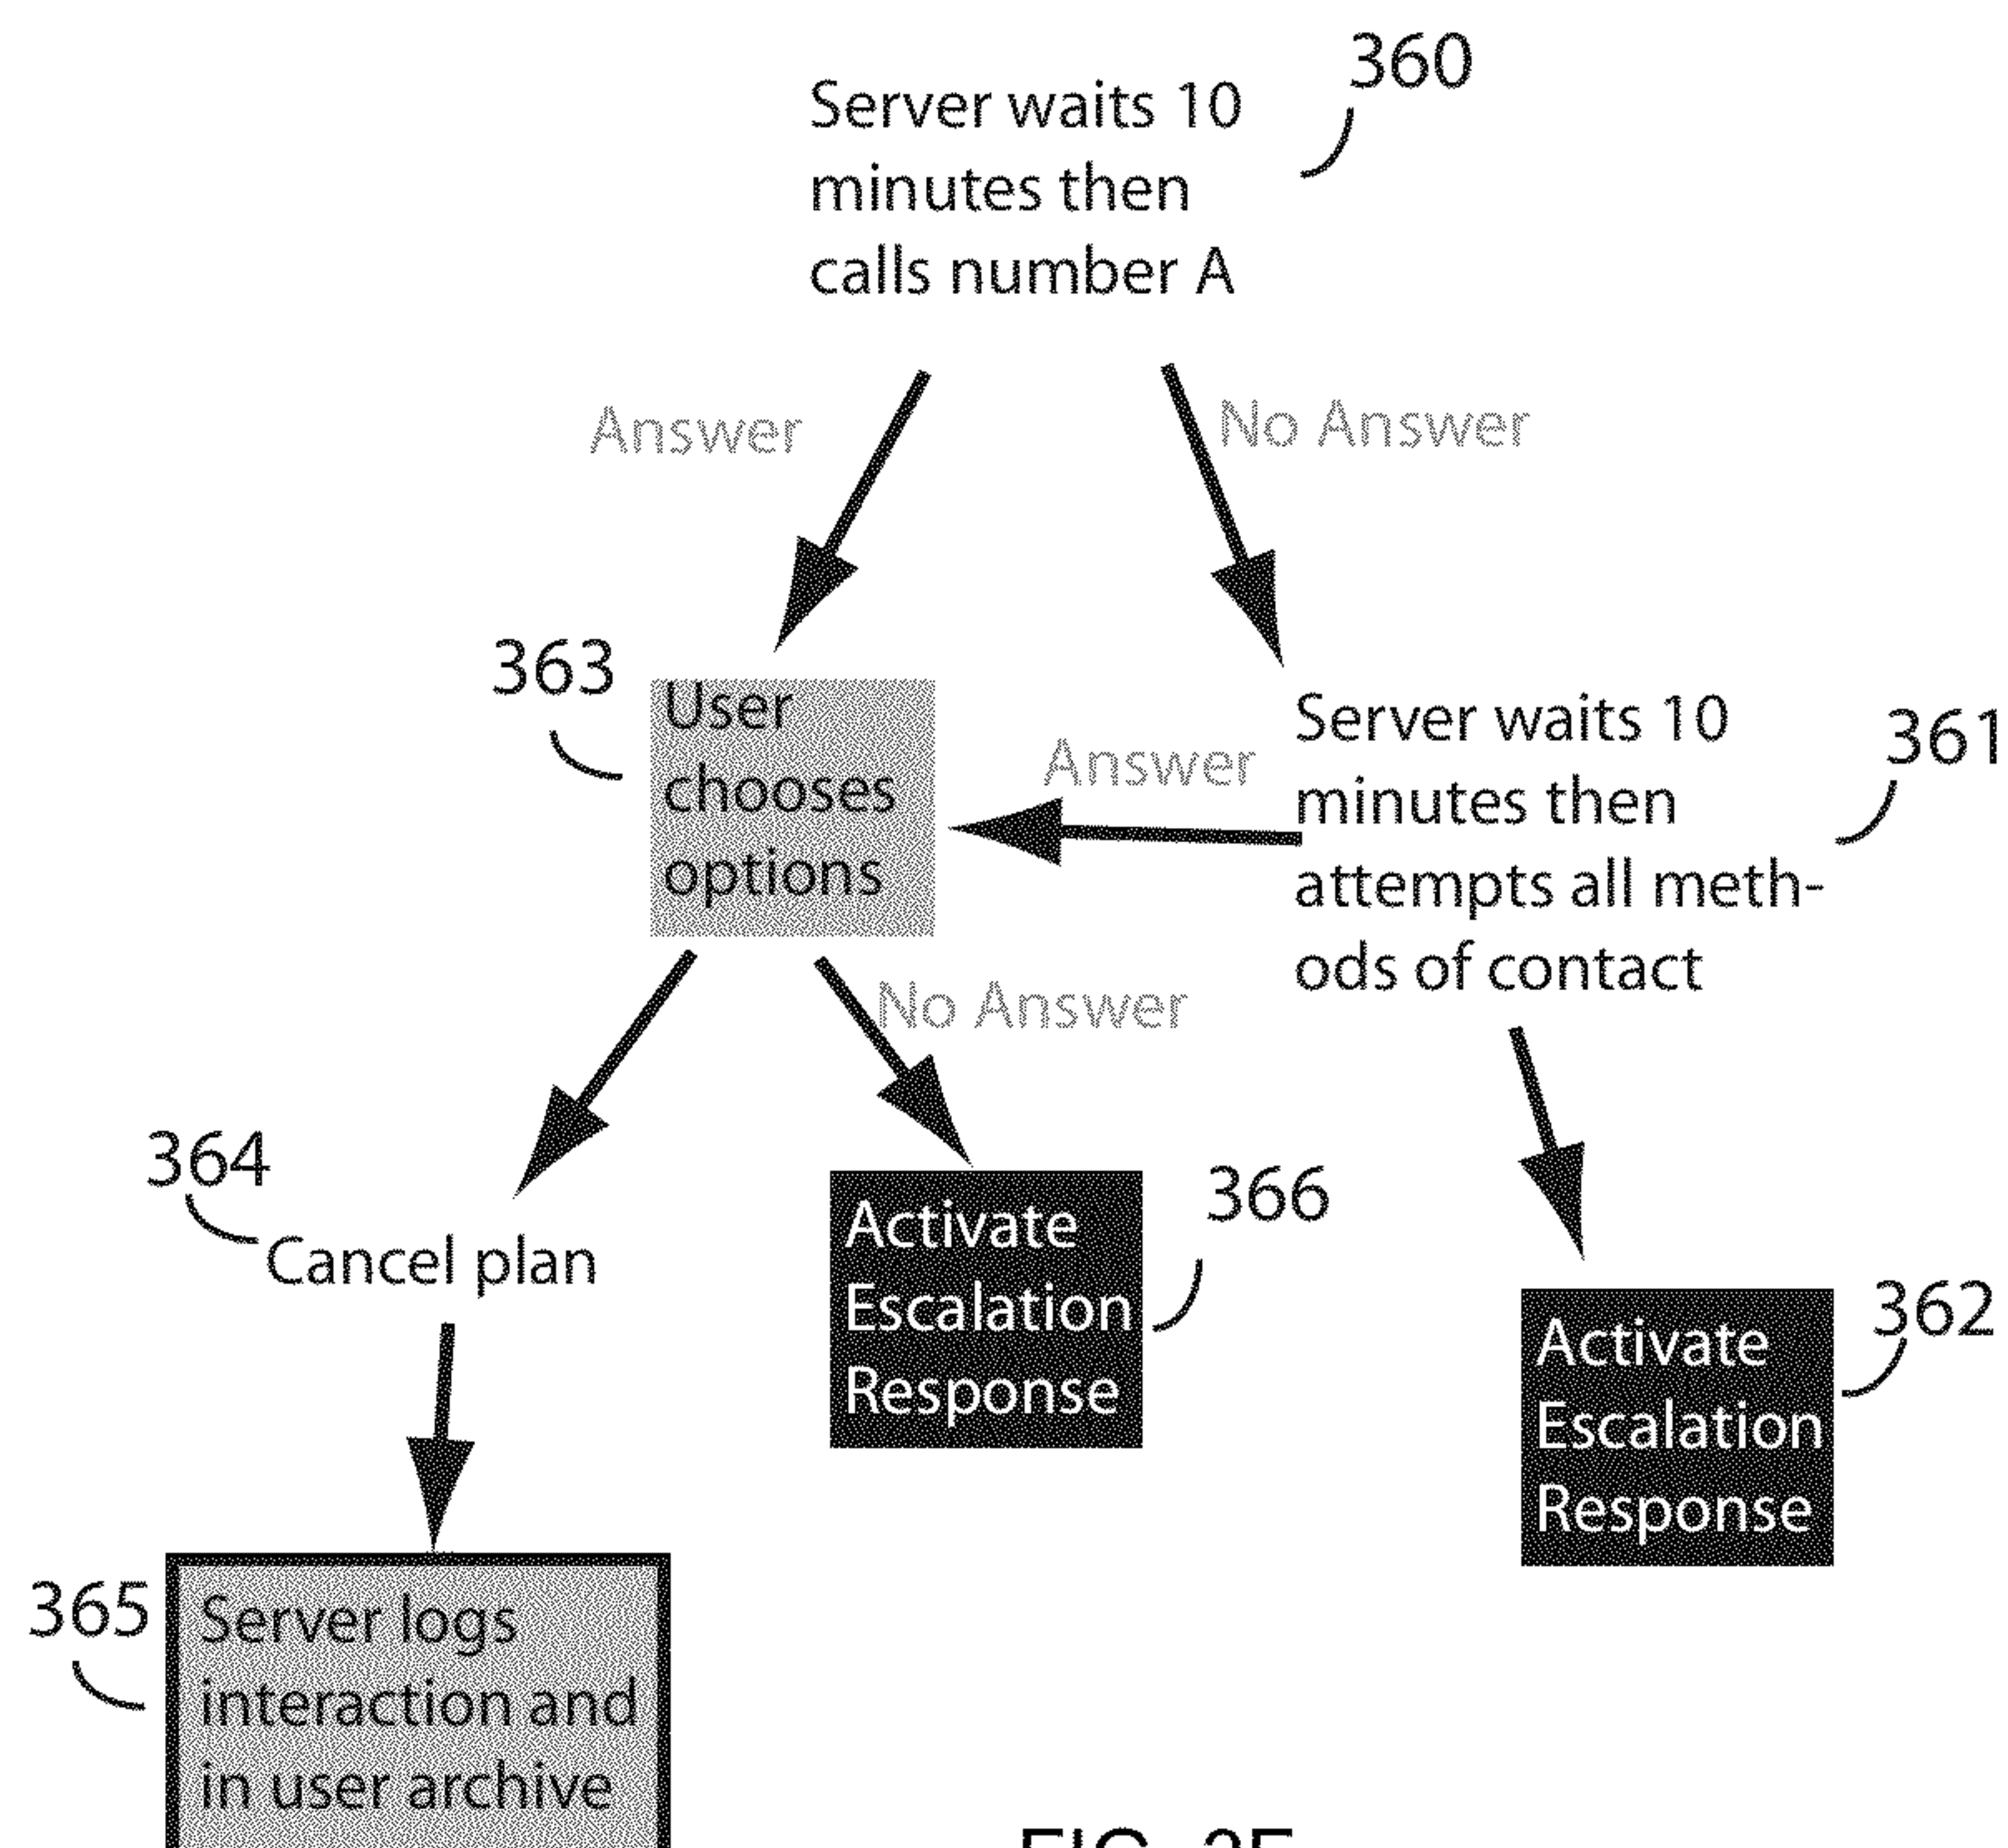 360
Server waits 10
minutes then
calls number A
Answer
No Answer
363
User
chooses
options
Answer
Server waits 10
minutes then
attempts all meth-
ods of contact
361
No Answer
364
Cancel plan
Activate
Escalation
Response
366
Activate
Escalation
Response
362
365
Server logs
interaction and
in user archive